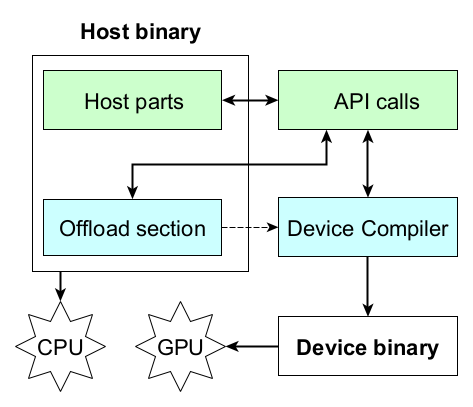 Host binary
Host parts
API calls
Offload section
Device Compiler
CPU
GPU
Device binary